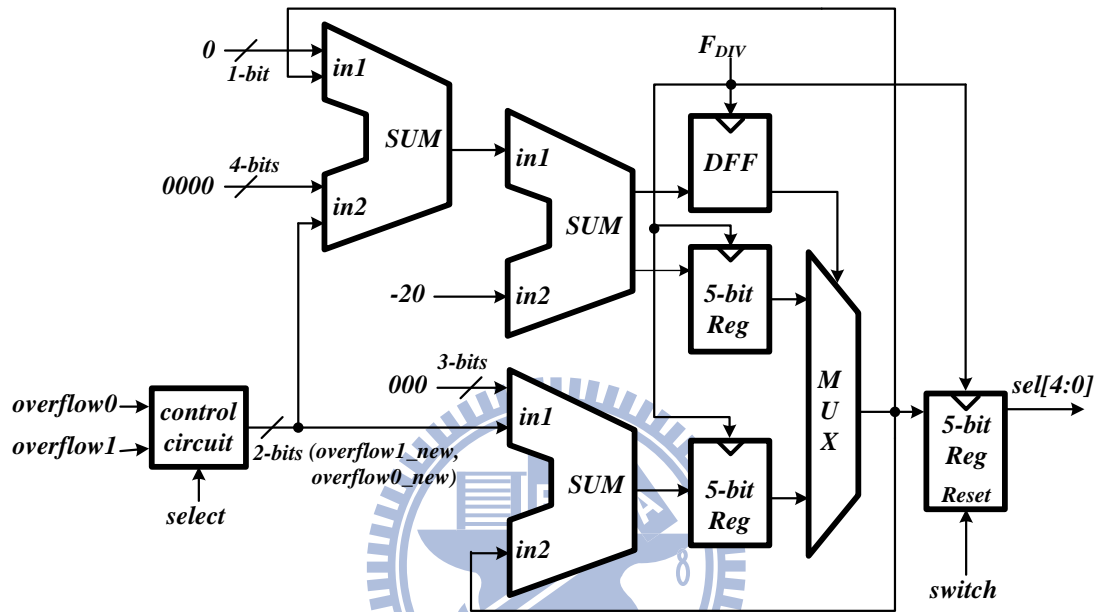 0
1-bit
in1
SUM
0000
4-bits
in2
F_DIV
DFF
in1
SUM
-20
in2
5-bit
Reg
MUX
overflow0
overflow1
control
circuit
select
2-bits (overflow1_new,
overflow0_new)
000
3-bits
in1
SUM
in2
5-bit
Reg
sel[4:0]
5-bit
Reg
Reset
switch